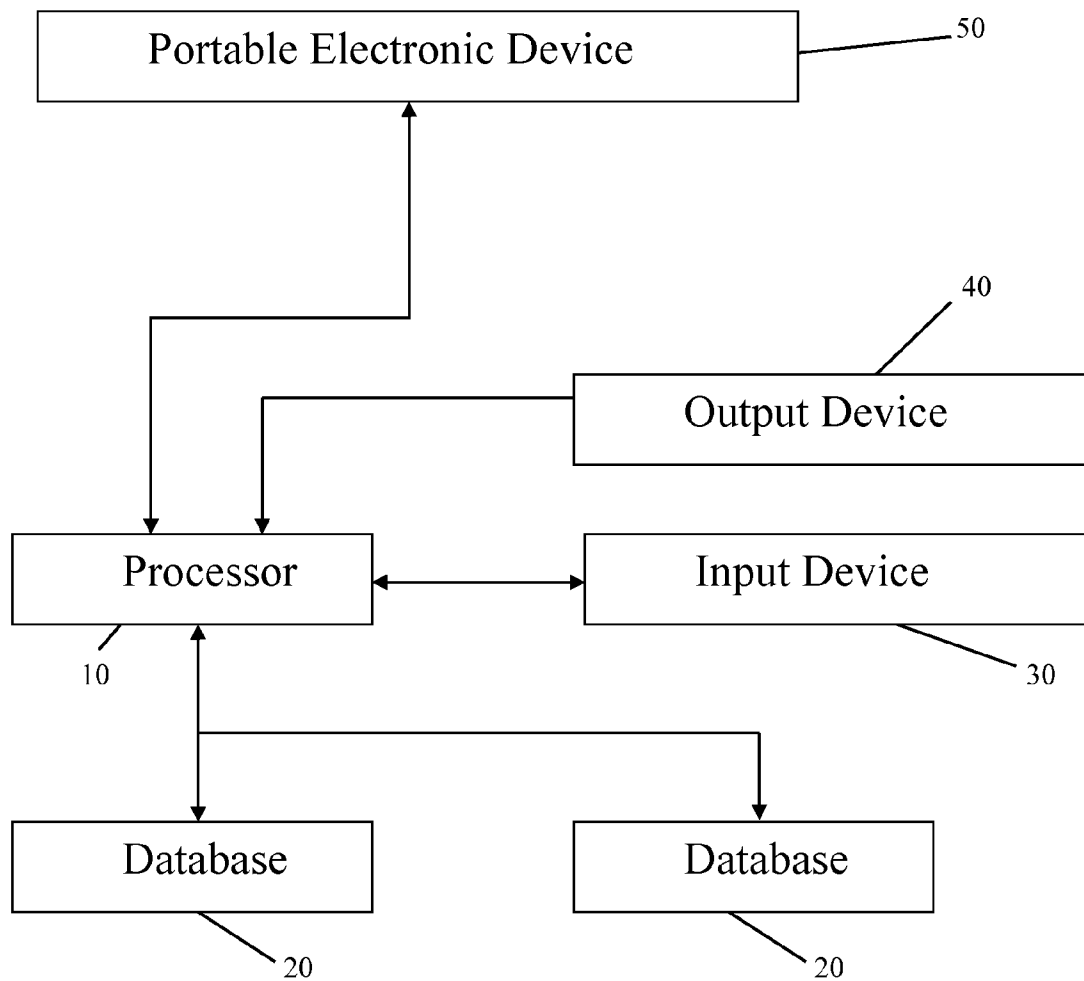 Portable Electronic Device
50
40
Output Device
Processor
Input Device
10
30
Database
Database
20
20